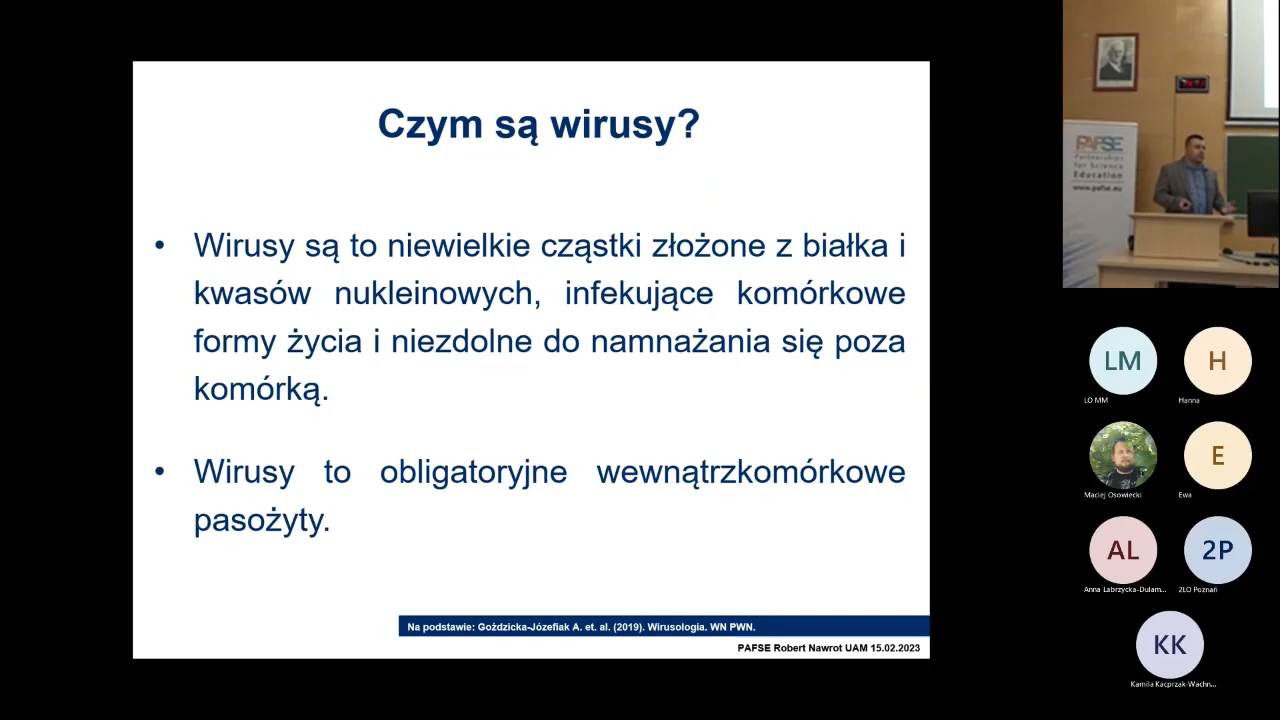 Czym są wirusy?
• Wirusy są to niewielkie cząstki złożone z białka i
kwasów nukleinowych, infekujące komórkowe
formy życia i niezdolne do namnażania się poza
komórką.
• Wirusy to obligatoryjne wewnątrzkomórkowe
pasożyty.
Na podstawie: Goździcka-Józefiak A. et. al. (2019). Wirusologia. WN PWN.
PAFSE Robert Nawrot UAM 15.02.2023
PAFSE
Partnerships
for Science
Education
www.pafse.eu
LM
LO MM
H
Hanna
Maciej Osowiecki
E
Ewa
AL
Anna Labrzycka-Dulam...
2P
2LO Poznań
KK
Kamila Kacprzak-Wachn...